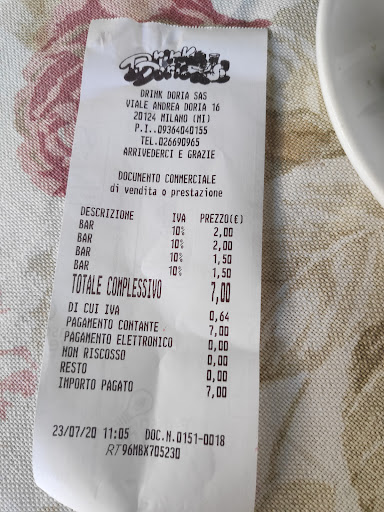 Drink Doria
DRINK DORIA SAS
VIALE ANDREA DORIA 16
20124 MILANO (MI)
P.I..09364040155
TEL.026690965
ARRIVEDERCI E GRAZIE
DOCUMENTO COMMERCIALE
di vendita o prestazione
DESCRIZIONE IVA PREZZO(€)
BAR 10% 2,00
BAR 10% 2,00
BAR 10% 1,50
BAR 10% 1,50
TOTALE COMPLESSIVO 7,00
DI CUI IVA 0,64
PAGAMENTO CONTANTE 7,00
PAGAMENTO ELETTRONICO 0,00
NON RISCOSSO 0,00
RESTO 0,00
IMPORTO PAGATO 7,00
23/07/20 11:05 DOC.N.0151-0018
RT96MBX705230